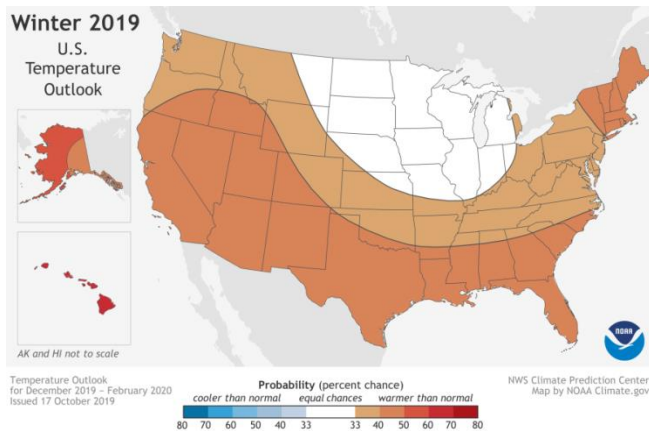 Winter 2019
U.S.
Temperature
Outlook
AK and HI not to scale
NOAA
Temperature Outlook
for December 2019 – February 2020
Issued 17 October 2019
Probability (percent chance)
cooler than normal equal chances warmer than normal
80 70 60 50 40 33 33 40 50 60 70 80
NWS Climate Prediction Center
Map by NOAA Climate.gov